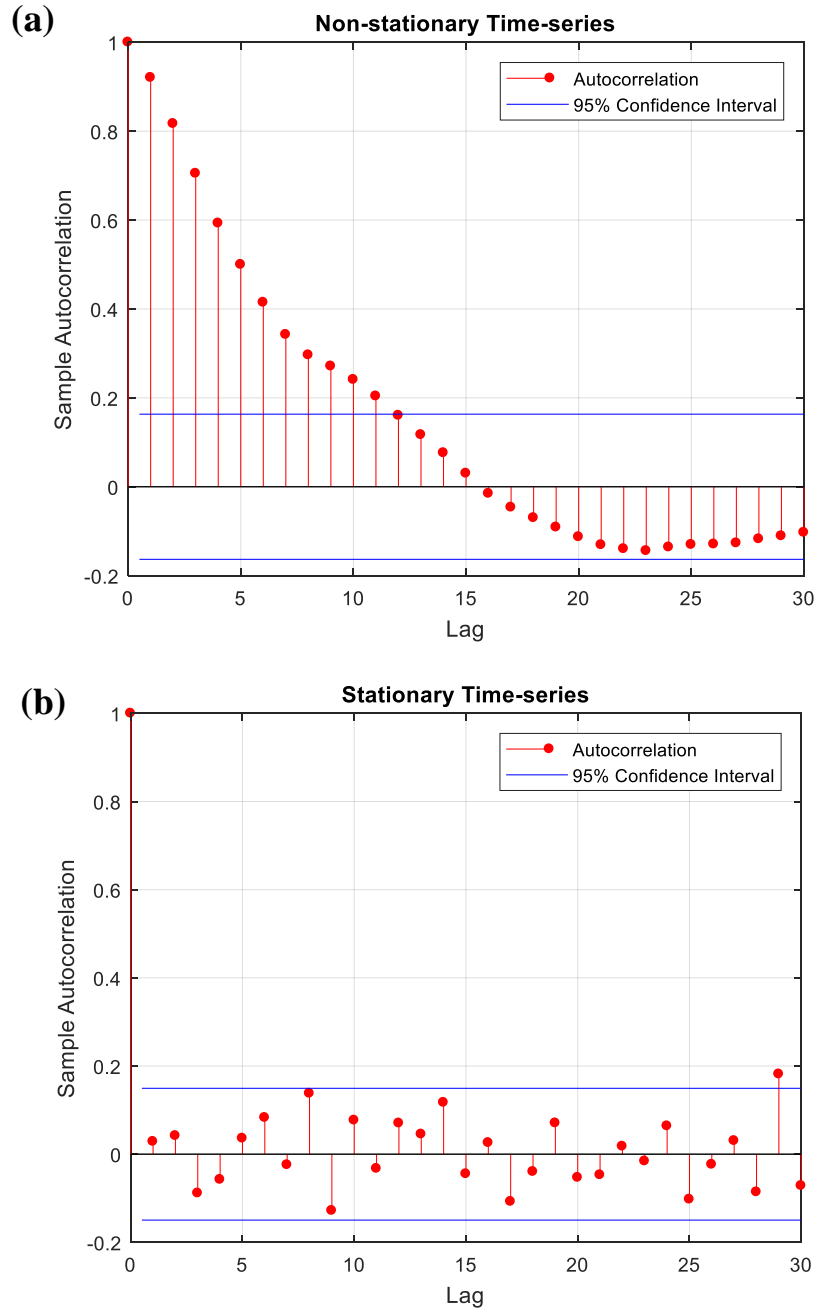 (a)
Non-stationary Time-series
Autocorrelation
95% Confidence Interval
Sample Autocorrelation
1
0.8
0.6
0.4
0.2
0
-0.2
0 5 10 15 20 25 30
Lag
(b)
Stationary Time-series
Autocorrelation
95% Confidence Interval
Sample Autocorrelation
1
0.8
0.6
0.4
0.2
0
-0.2
0 5 10 15 20 25 30
Lag